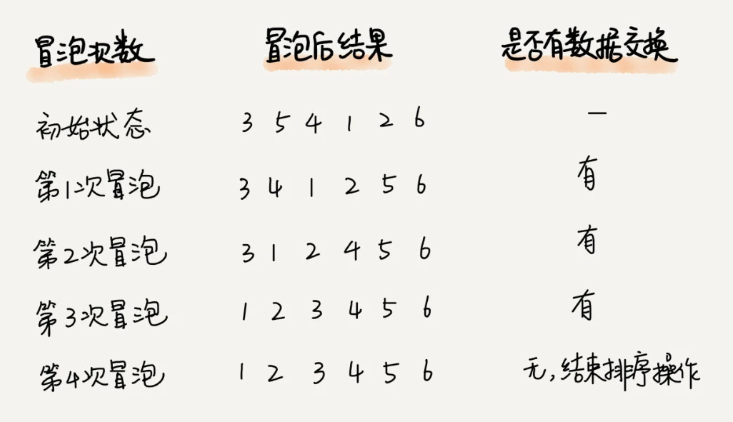 冒泡次数 冒泡后结果 是否有数据交换
初始状态 3 5 4 1 2 6 —
第1次冒泡 3 4 1 2 5 6 有
第2次冒泡 3 1 2 4 5 6 有
第3次冒泡 1 2 3 4 5 6 有
第4次冒泡 1 2 3 4 5 6 无,结束排序操作